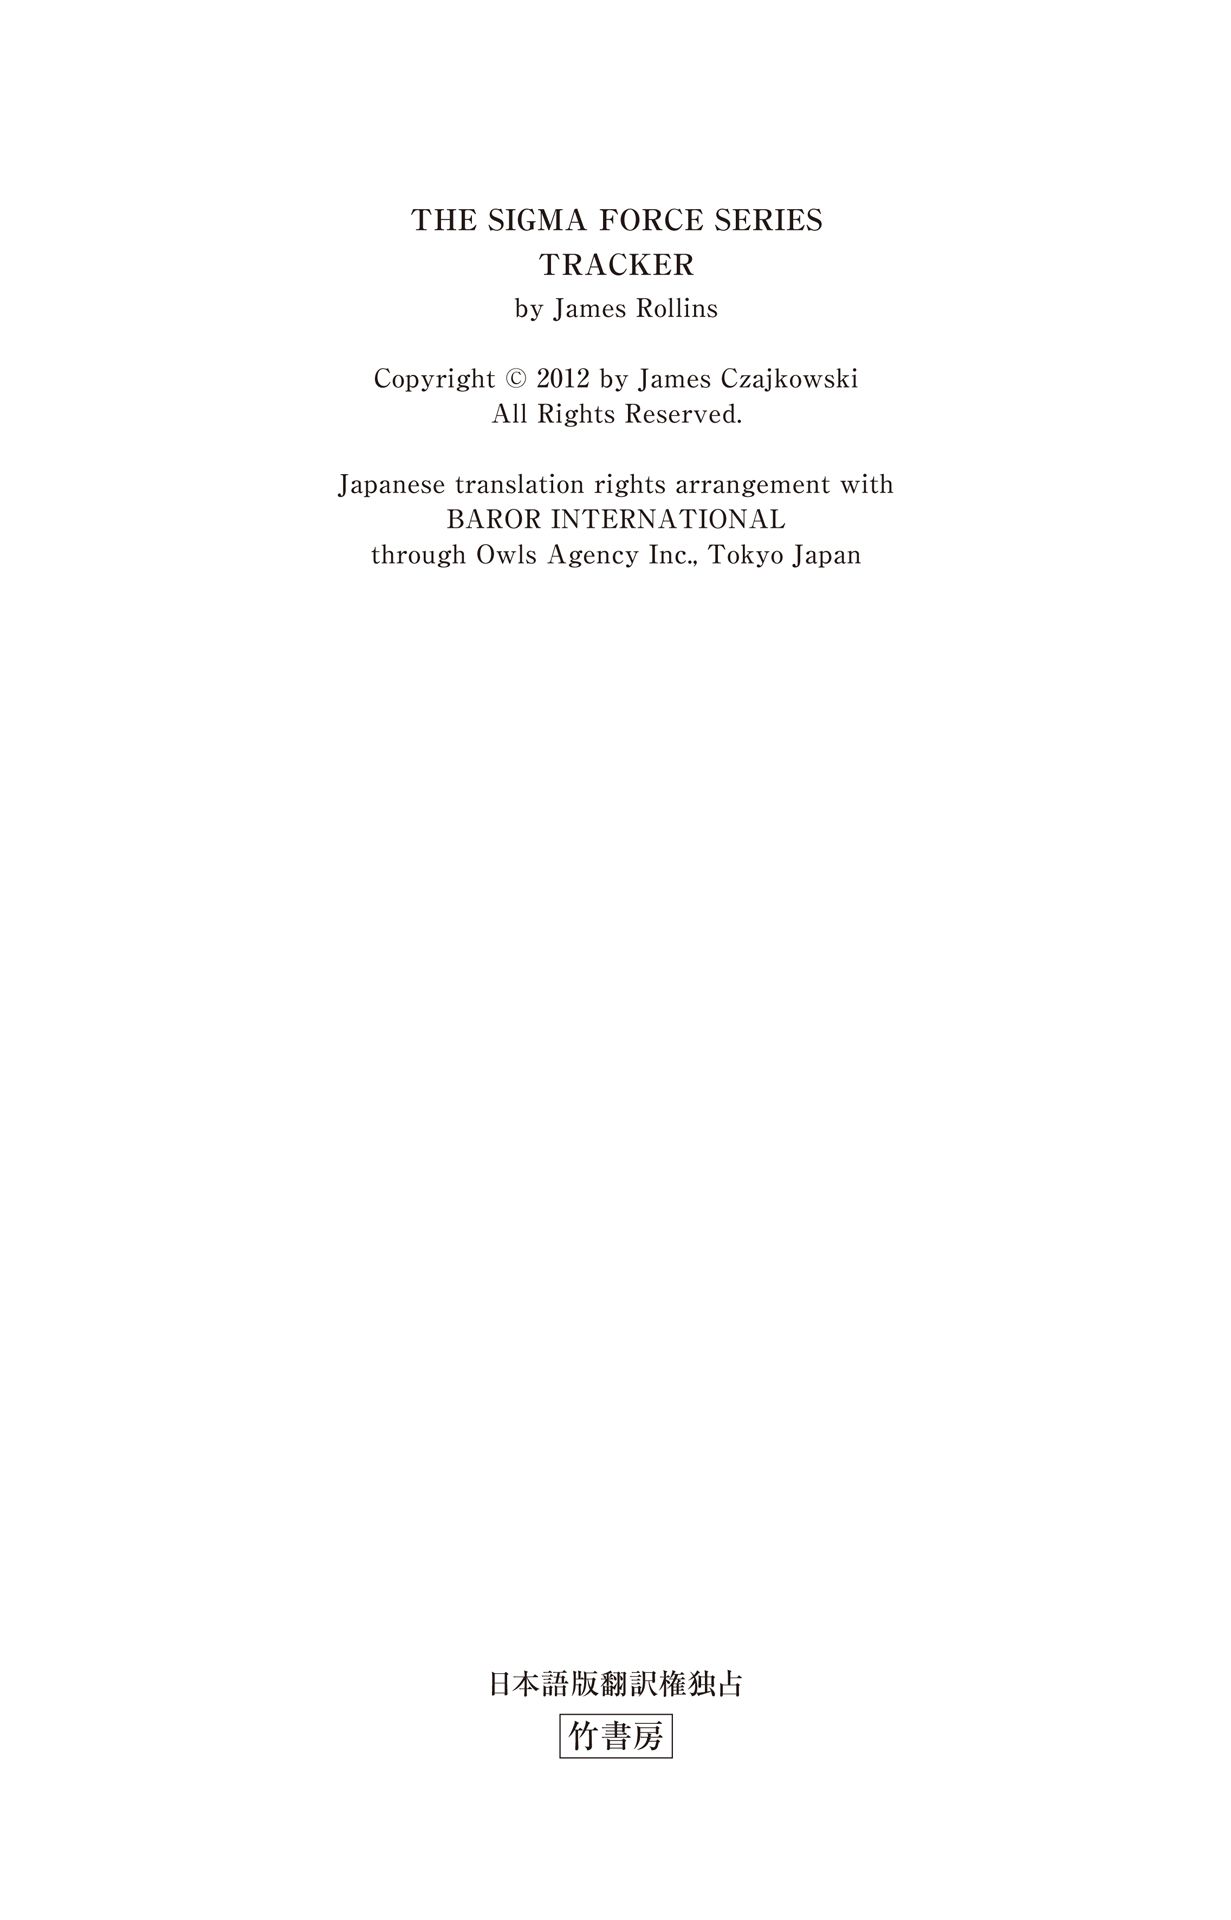 THE SIGMA FORCE SERIES
TRACKER
by James Rollins
Copyright © 2012 by James Czajkowski
All Rights Reserved.
Japanese translation rights arrangement with
BAROR INTERNATIONAL
through Owls Agency Inc., Tokyo Japan
日本語版翻訳権独占
竹書房